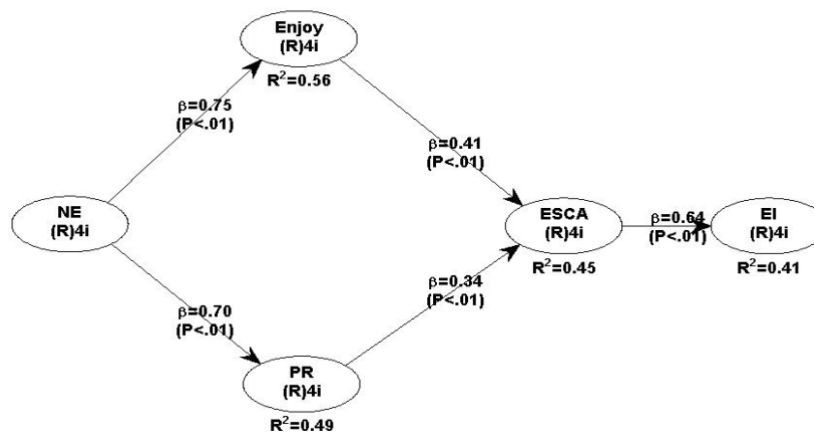 Enjoy
(R)4i
R²=0.56
β=0.75
(P<.01)
β=0.41
(P<.01)
NE
(R)4i
ESCA
(R)4i
R²=0.45
β=0.64
(P<.01)
EI
(R)4i
R²=0.41
β=0.70
(P<.01)
β=0.34
(P<.01)
PR
(R)4i
R²=0.49